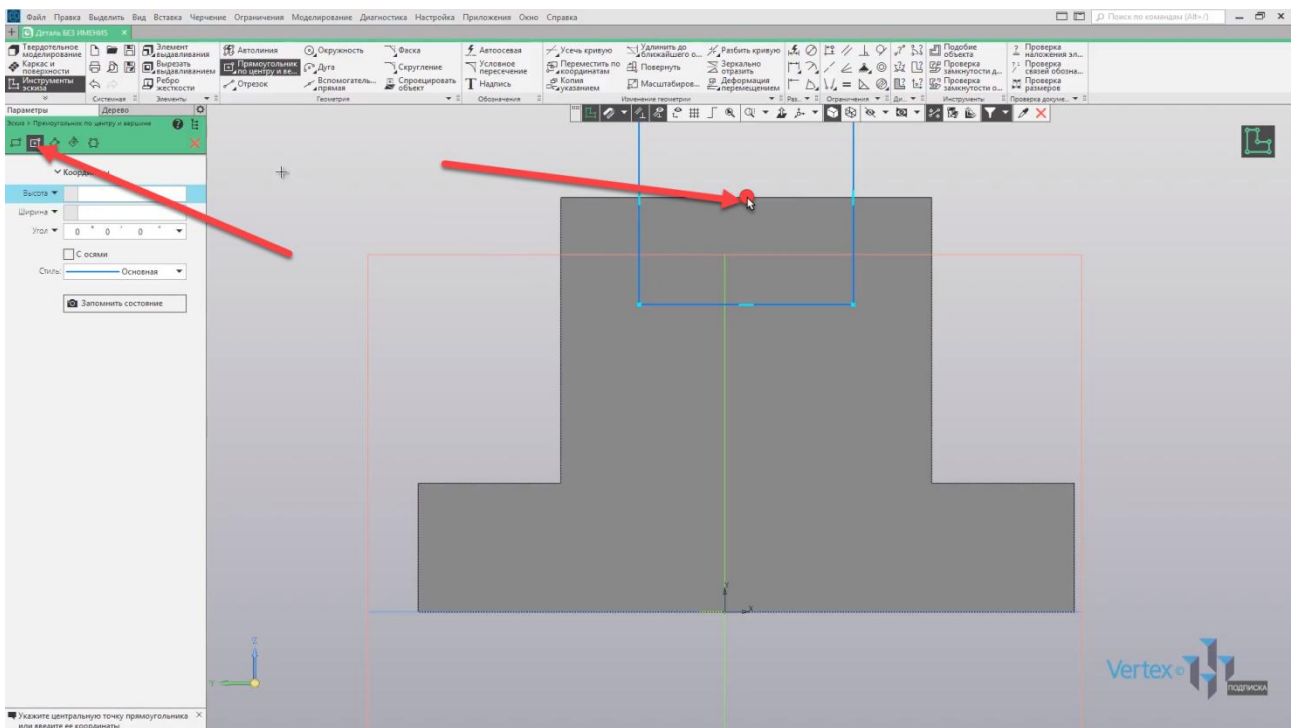 Файл Правка Выделить Вид Вставка Черчение Ограничения Моделирование Диагностика Настройка Приложения Окно Справка
Поиск по командам (Alt+/)
Деталь БЕЗ ИМЕНИ5 ×
Твердотельное моделирование
Каркас и поверхности
Инструменты эскиза
Системная
Элемент выдавливания
Вырезать выдавливанием
Ребро жесткости
Элементы
Автолиния
Прямоугольник по центру и ве...
Отрезок
Окружность
Дуга
Вспомогатель... прямая
Фаска
Скругление
Спроецировать объект
Геометрия
Автоосевая
Условное пересечение
Надпись
Обозначения
Усечь кривую
Переместить по координатам
Копия указанием
Удлинить до ближайшего о...
Повернуть
Масштабиров...
Разбить кривую
Зеркально отразить
Деформация перемещением
Изменение геометрии
Раз...
Ограничения
Ди...
Подобие объекта
Проверка замкнутости д...
Проверка замкнутости о...
Инструменты
Проверка наложения эл...
Проверка связей обозна...
Проверка размеров
Проверка докуме...
Параметры
Дерево
Эскиз > Прямоугольник по центру и вершине
Высота
Ширина
Угол 0 ° 0 ' 0 "
С осями
Стиль: Основная
Запомнить состояние
Y
X
Z
Y
Vertex ©
ПОДПИСКА
Укажите центральную точку прямоугольника
или введите ее координаты